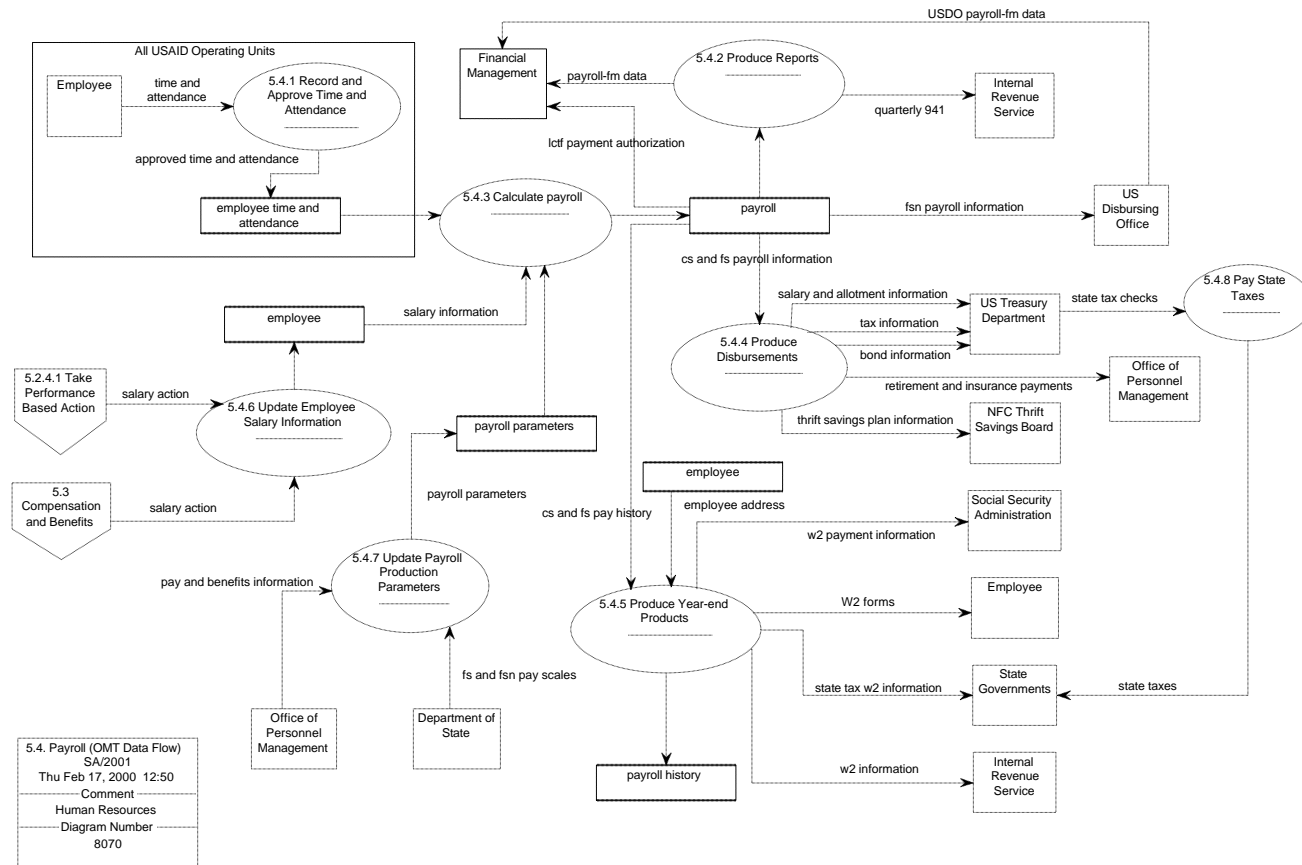 USDO payroll-fm data
All USAID Operating Units
Employee
time and
attendance
5.4.1 Record and
Approve Time and
Attendance
approved time and attendance
employee time and
attendance
Financial
Management
payroll-fm data
5.4.2 Produce Reports
quarterly 941
Internal
Revenue
Service
lctf payment authorization
5.4.3 Calculate payroll
payroll
fsn payroll information
US
Disbursing
Office
cs and fs payroll information
employee
salary information
salary and allotment information
tax information
bond information
US Treasury
Department
state tax checks
5.4.8 Pay State
Taxes
5.4.4 Produce
Disbursements
retirement and insurance payments
Office of
Personnel
Management
thrift savings plan information
NFC Thrift
Savings Board
5.2.4.1 Take
Performance
Based Action
salary action
5.4.6 Update Employee
Salary Information
payroll parameters
5.3
Compensation
and Benefits
salary action
payroll parameters
employee
employee address
cs and fs pay history
w2 payment information
Social Security
Administration
5.4.7 Update Payroll
Production
Parameters
pay and benefits information
5.4.5 Produce Year-end
Products
W2 forms
Employee
fs and fsn pay scales
state tax w2 information
State
Governments
state taxes
Office of
Personnel
Management
Department of
State
payroll history
w2 information
Internal
Revenue
Service
5.4. Payroll (OMT Data Flow)
SA/2001
Thu Feb 17, 2000 12:50
Comment
Human Resources
Diagram Number
8070